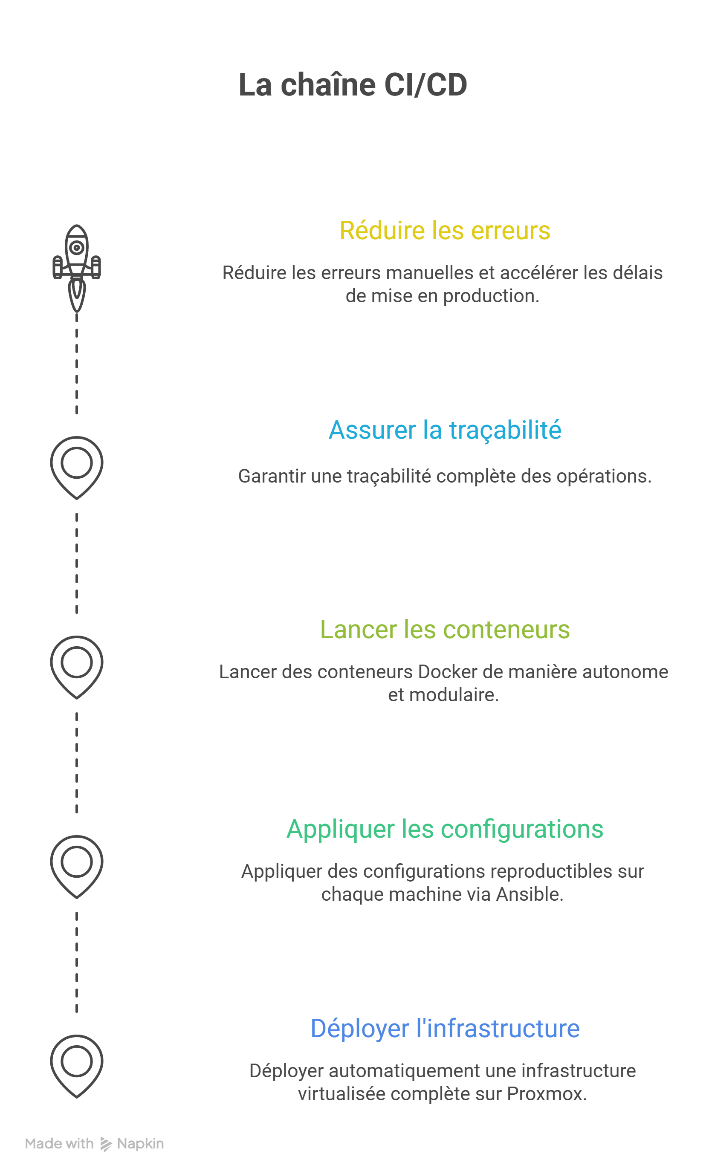 La chaîne CI/CD
Réduire les erreurs
Réduire les erreurs manuelles et accélérer les délais
de mise en production.
Assurer la traçabilité
Garantir une traçabilité complète des opérations.
Lancer les conteneurs
Lancer des conteneurs Docker de manière autonome
et modulaire.
Appliquer les configurations
Appliquer des configurations reproductibles sur
chaque machine via Ansible.
Déployer l'infrastructure
Déployer automatiquement une infrastructure
virtualisée complète sur Proxmox.
Made with Napkin